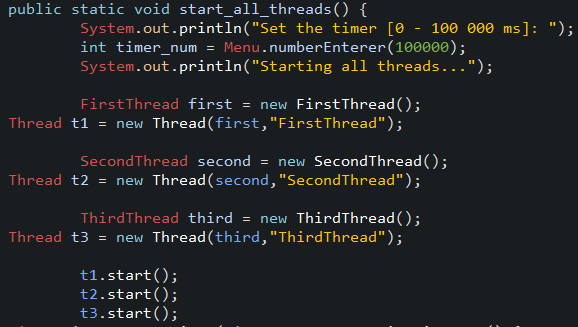 public static void start_all_threads() {
        System.out.println("Set the timer [0 - 100 000 ms]: ");
        int timer_num = Menu.numberEnterer(100000);
        System.out.println("Starting all threads...");

        FirstThread first = new FirstThread();
Thread t1 = new Thread(first,"FirstThread");

        SecondThread second = new SecondThread();
Thread t2 = new Thread(second,"SecondThread");

        ThirdThread third = new ThirdThread();
Thread t3 = new Thread(third,"ThirdThread");

        t1.start();
        t2.start();
        t3.start();